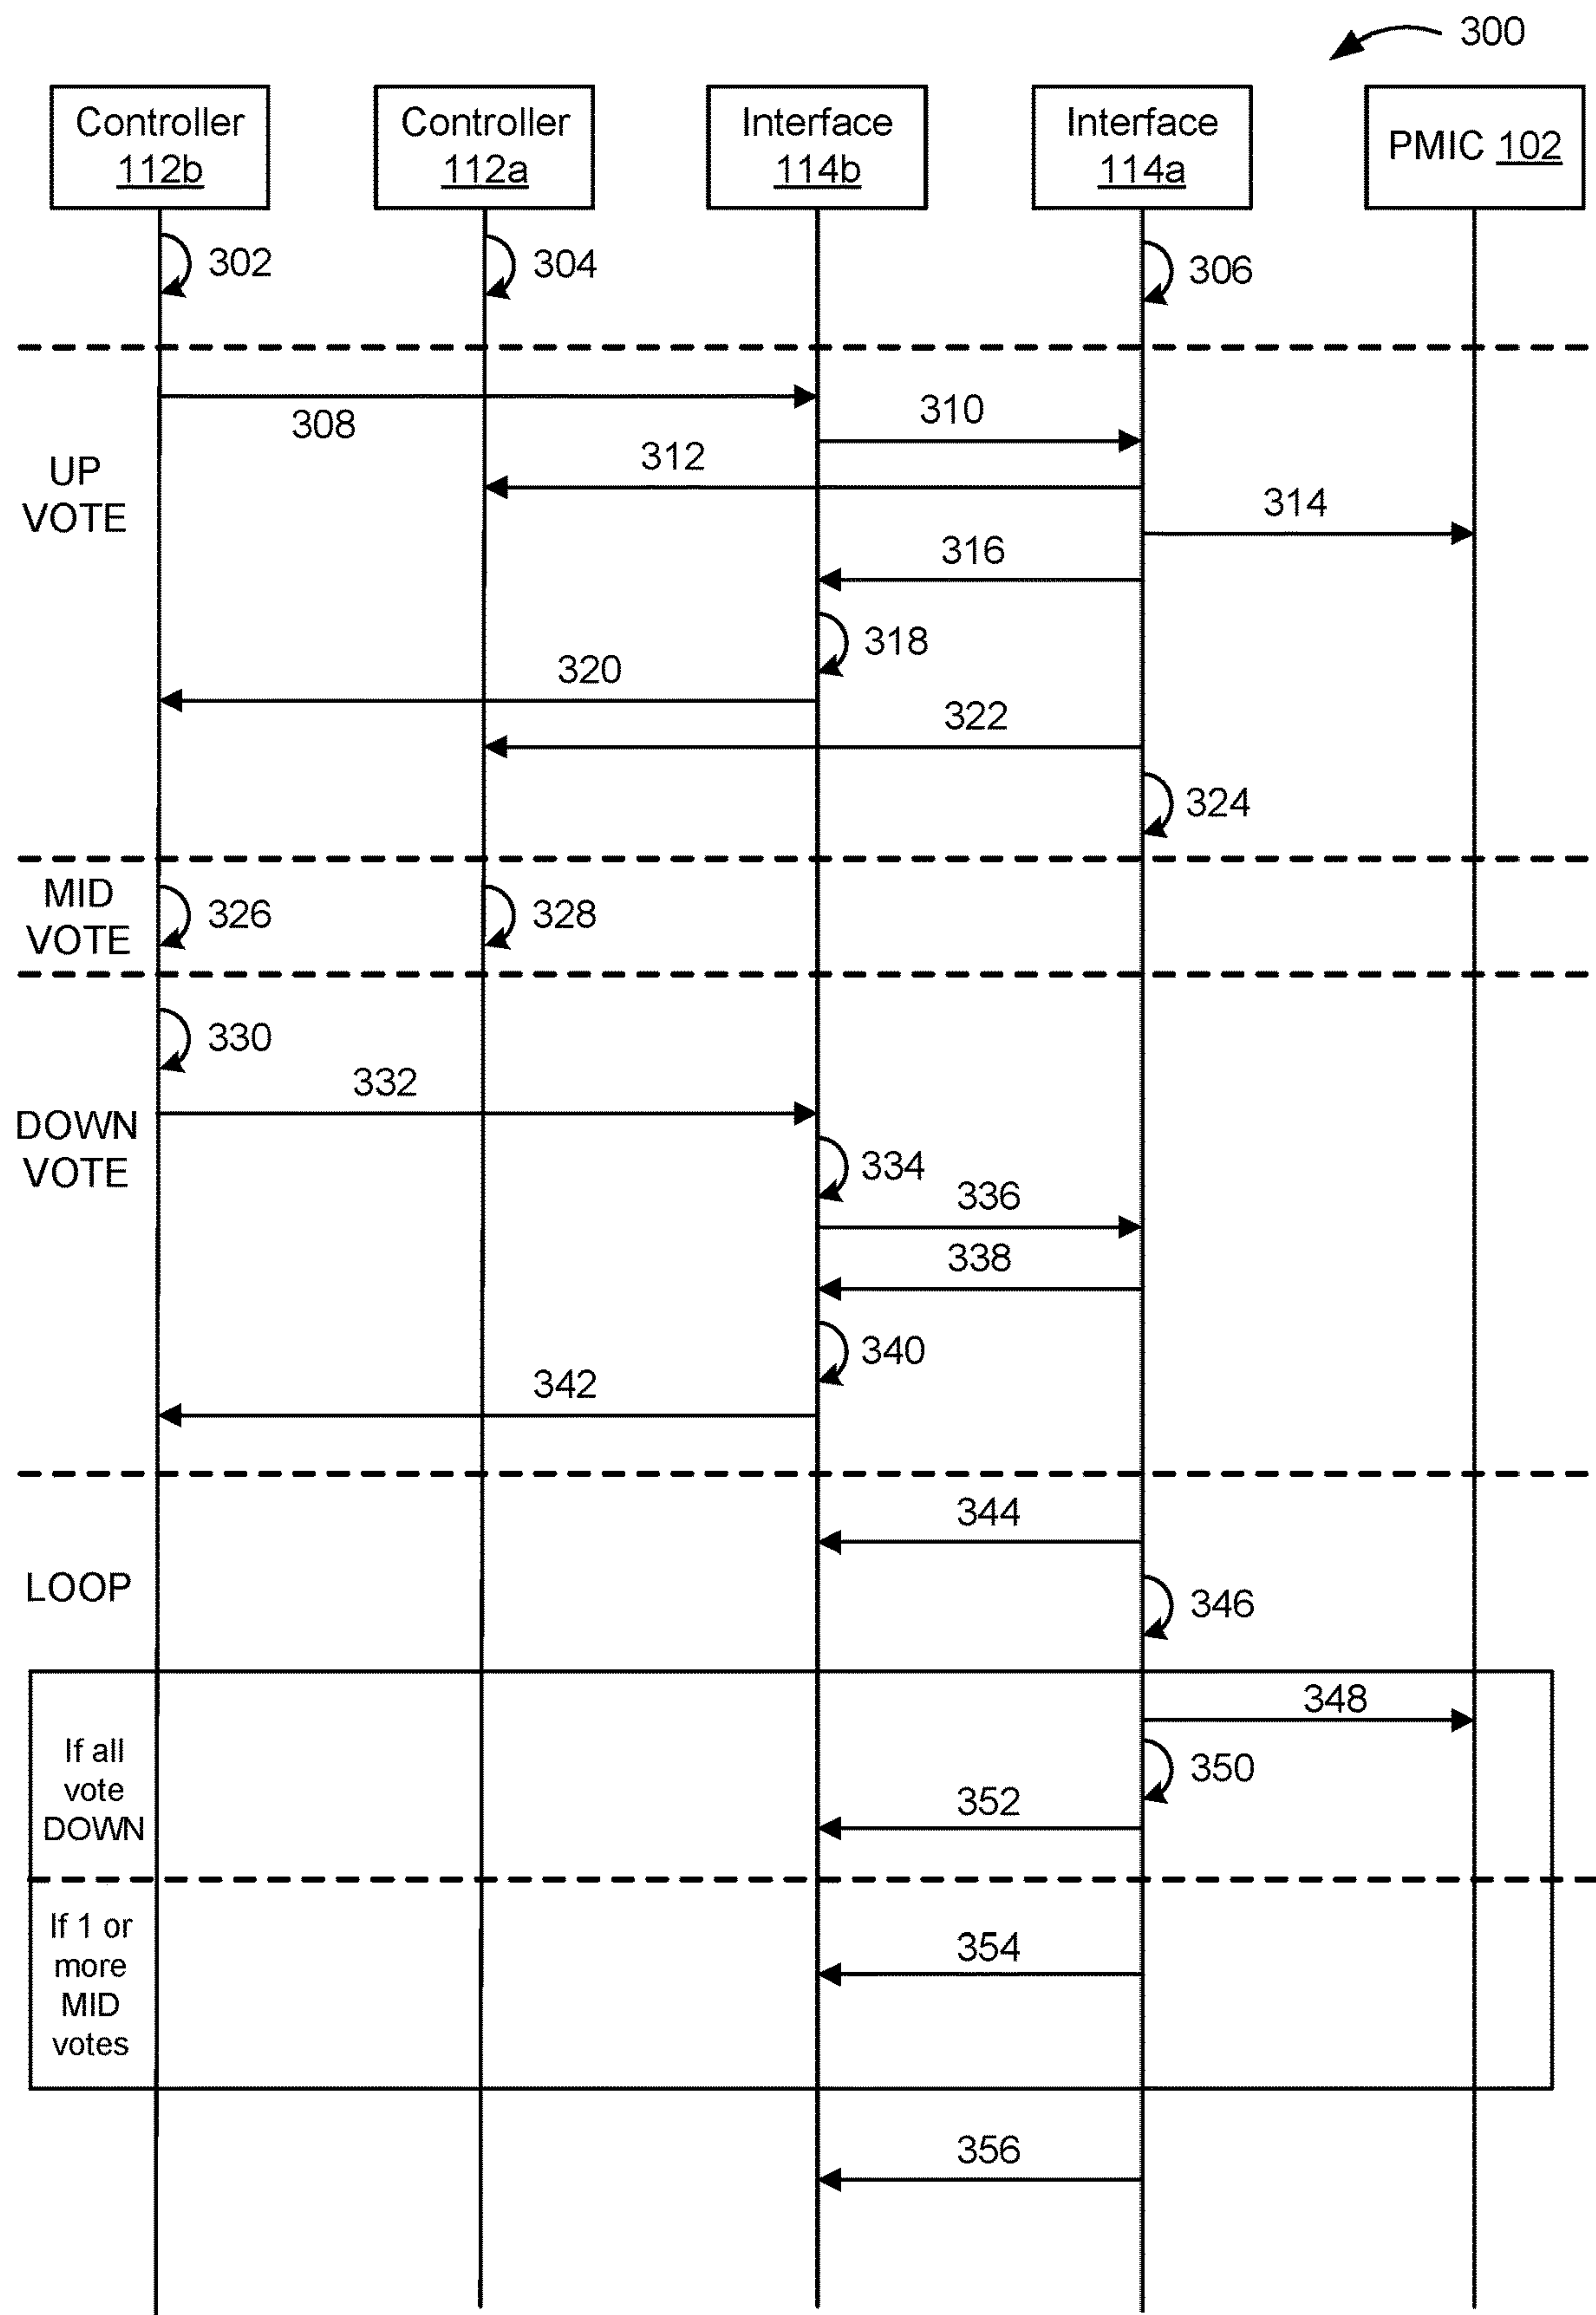 300
Controller
112b
Controller
112a
Interface
114b
Interface
114a
PMIC 102
302
304
306
308
310
UP
VOTE
312
314
316
318
320
322
324
MID
VOTE
326
328
330
332
DOWN
VOTE
334
336
338
340
342
344
LOOP
346
348
If all
vote
DOWN
350
352
If 1 or
more
MID
votes
354
356